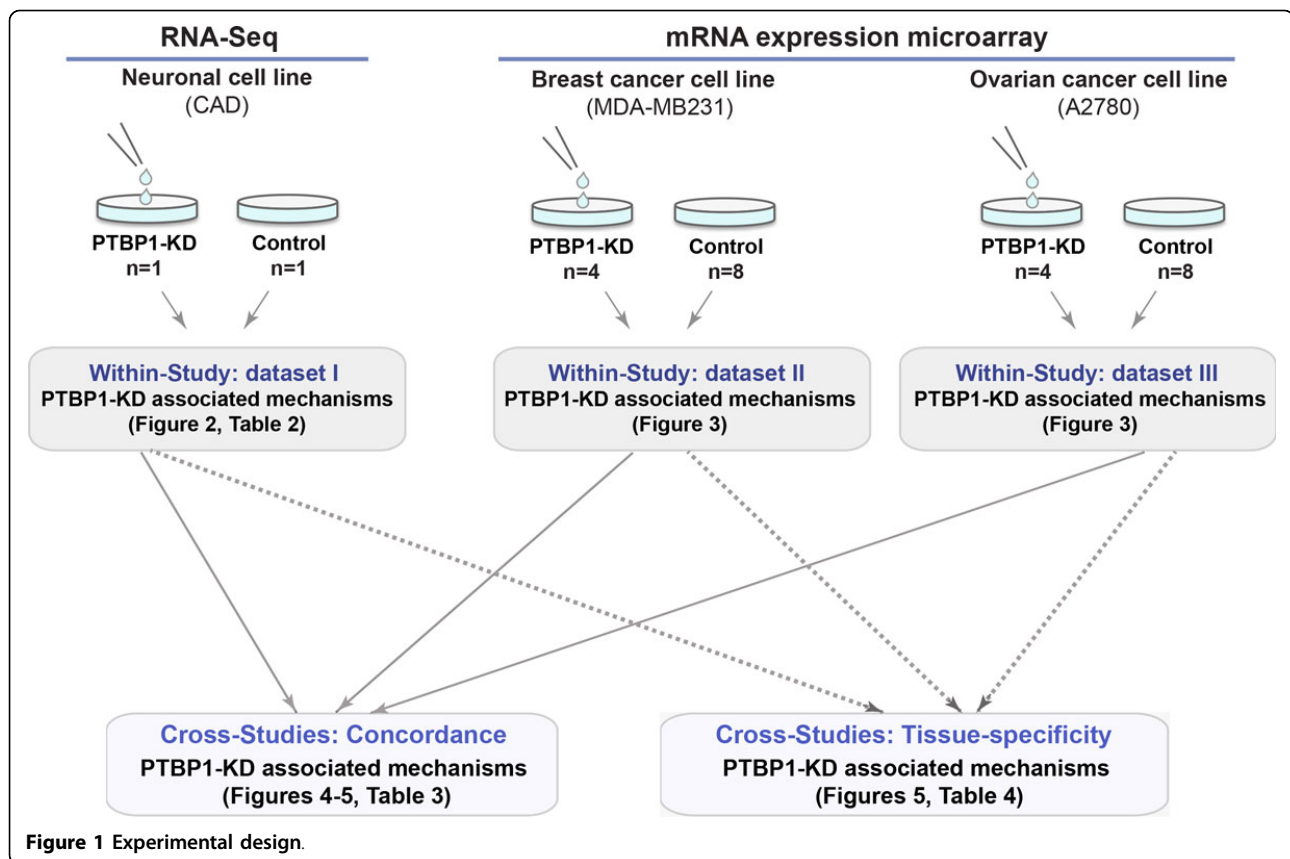 RNA-Seq
mRNA expression microarray
Neuronal cell line
(CAD)
Breast cancer cell line
(MDA-MB231)
Ovarian cancer cell line
(A2780)
PTBP1-KD
n=1
Control
n=1
PTBP1-KD
n=4
Control
n=8
PTBP1-KD
n=4
Control
n=8
Within-Study: dataset I
PTBP1-KD associated mechanisms
(Figure 2, Table 2)
Within-Study: dataset II
PTBP1-KD associated mechanisms
(Figure 3)
Within-Study: dataset III
PTBP1-KD associated mechanisms
(Figure 3)
Cross-Studies: Concordance
PTBP1-KD associated mechanisms
(Figures 4-5, Table 3)
Cross-Studies: Tissue-specificity
PTBP1-KD associated mechanisms
(Figures 5, Table 4)
Figure 1 Experimental design.